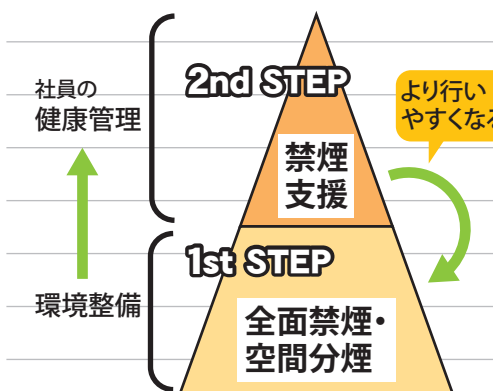 社員の
健康管理
2nd STEP
より行い
やすくなる
禁煙
支援
1st STEP
環境整備
全面禁煙・
空間分煙